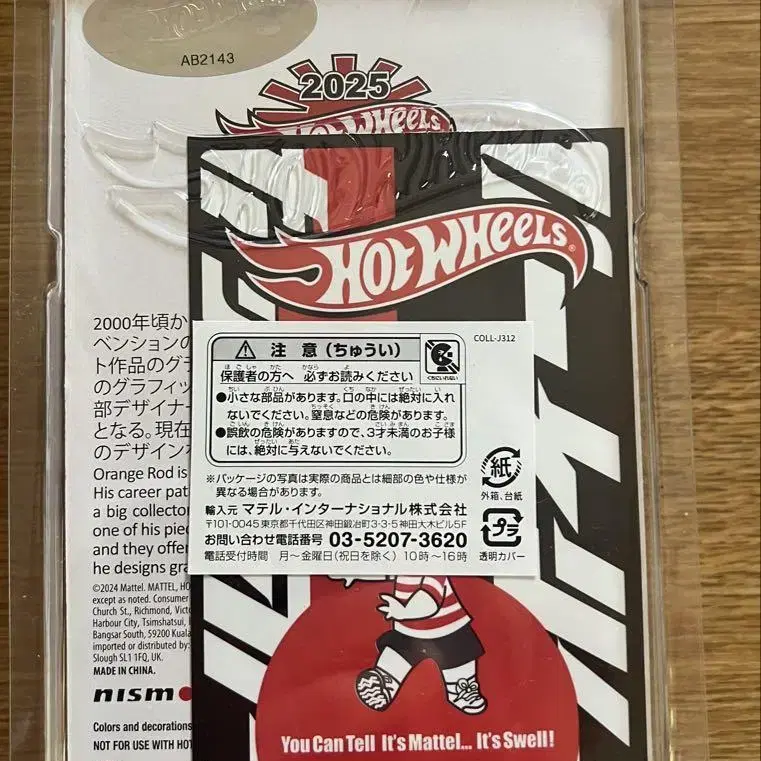 AB2143
2025
HOT WHEELS
HOT WHEELS®
2000年頃か
ベンションの
ト作品のグラ
のグラフィッ
部デザイナー
となる。現在
のデザイン
Orange Rod is
His career pat
a big collector
one of his piec
and they offer
he designs gra
©2024 Mattel. MATTEL, HO
except as noted. Consumer
Church St., Richmond, Victo
Harbour City, Tsimshatsui,
Bangsar South, 59200 Kuala
imported or distributed by:
Slough SL1 1FQ, UK.
MADE IN CHINA.
nismo
Colors and decorations
NOT FOR USE WITH HOT
COLL-J312
注 意(ちゅうい)
くちにいれない
保護者の方へ 必ずお読みください
●小さな部品があります。口の中には絶対に入れ
ないでください。窒息などの危険があります。
●誤飲の危険がありますので、3才未満のお子様
には、絶対に与えないでください。
※パッケージの写真は実際の商品とは細部の色や仕様が
異なる場合があります。
輸入元 マテル・インターナショナル株式会社
〒101-0045東京都千代田区神田鍛冶町3-3-5神田大木ビル5F
お問い合わせ電話番号 03-5207-3620
電話受付時間 月～金曜日(祝日を除く) 10時～16時
紙
外箱、台紙
プラ
透明カバー
You Can Tell It's Mattel... It's Swell!